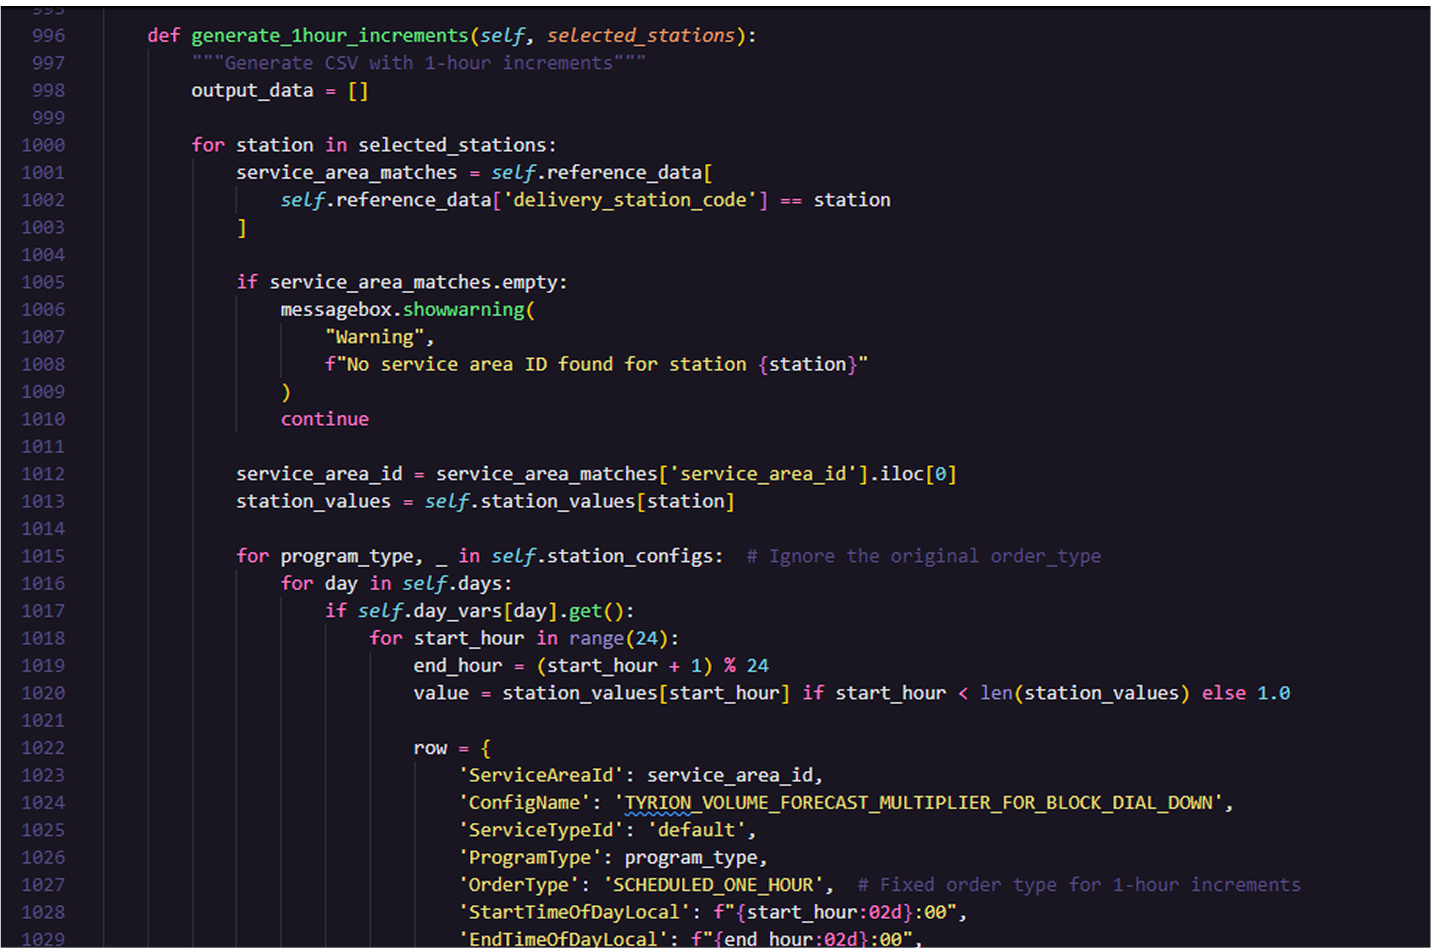 995
996 def generate_1hour_increments(self, selected_stations):
997 """Generate CSV with 1-hour increments"""
998 output_data = []
999
1000 for station in selected_stations:
1001 service_area_matches = self.reference_data[
1002 self.reference_data['delivery_station_code'] == station
1003 ]
1004
1005 if service_area_matches.empty:
1006 messagebox.showwarning(
1007 "Warning",
1008 f"No service area ID found for station {station}"
1009 )
1010 continue
1011
1012 service_area_id = service_area_matches['service_area_id'].iloc[0]
1013 station_values = self.station_values[station]
1014
1015 for program_type, _ in self.station_configs: # Ignore the original order_type
1016 for day in self.days:
1017 if self.day_vars[day].get():
1018 for start_hour in range(24):
1019 end_hour = (start_hour + 1) % 24
1020 value = station_values[start_hour] if start_hour < len(station_values) else 1.0
1021
1022 row = {
1023 'ServiceAreaId': service_area_id,
1024 'ConfigName': 'TYRION_VOLUME_FORECAST_MULTIPLIER_FOR_BLOCK_DIAL_DOWN',
1025 'ServiceTypeId': 'default',
1026 'ProgramType': program_type,
1027 'OrderType': 'SCHEDULED_ONE_HOUR', # Fixed order type for 1-hour increments
1028 'StartTimeOfDayLocal': f"{start_hour:02d}:00",
1029 'EndTimeOfDayLocal': f"{end_hour:02d}:00",